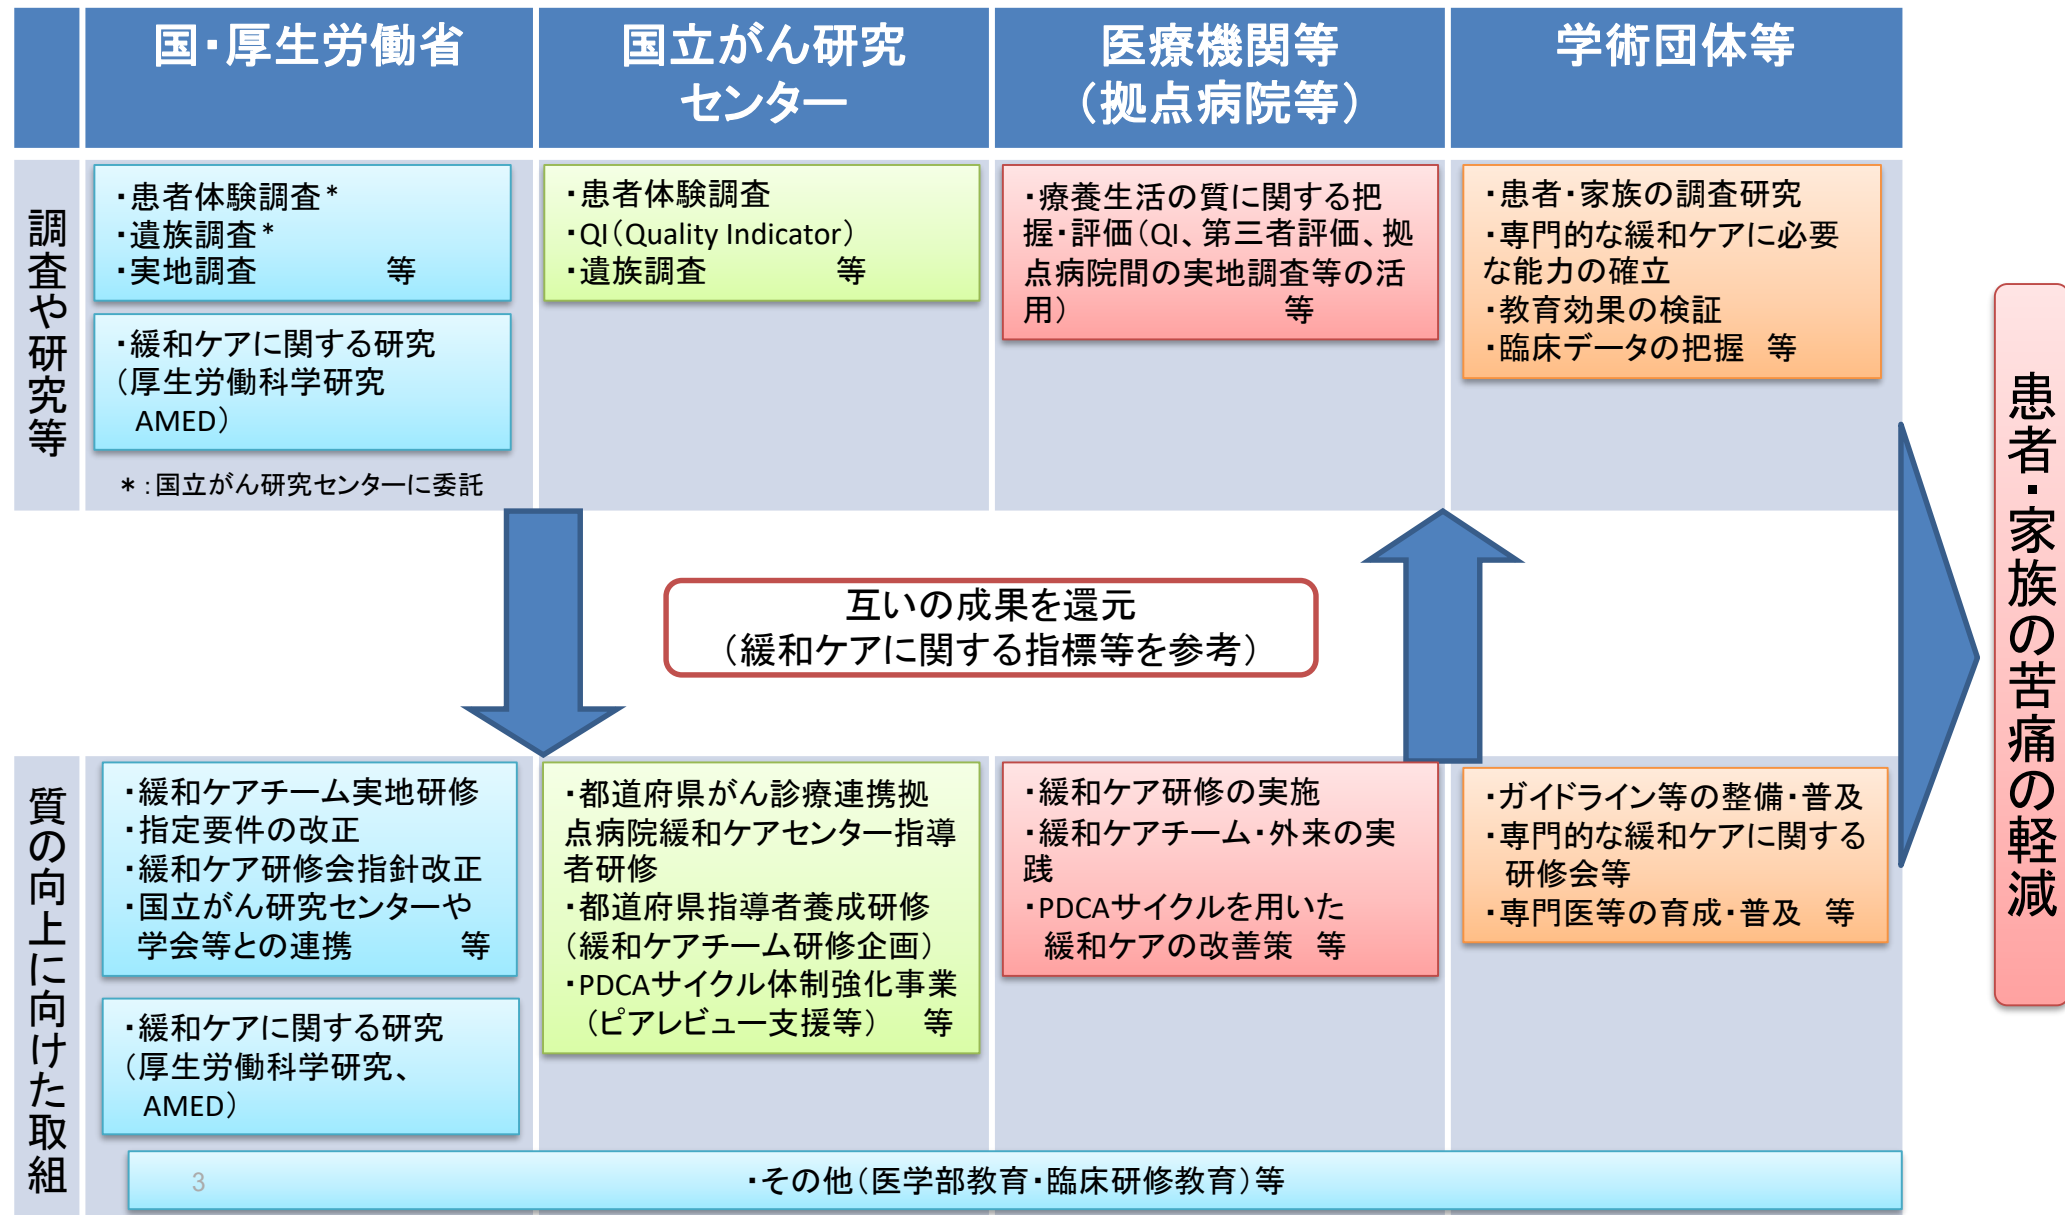 国・厚生労働省
国立がん研究
センター
医療機関等
（拠点病院等）
学術団体等
調査や研究等
・患者体験調査*
・遺族調査*
・実地調査　等
・緩和ケアに関する研究
（厚生労働科学研究
AMED）
*：国立がん研究センターに委託
・患者体験調査
・QI（Quality Indicator）
・遺族調査　等
・療養生活の質に関する把
握・評価（QI、第三者評価、拠
点病院間の実地調査等の活
用）　等
・患者・家族の調査研究
・専門的な緩和ケアに必要
な能力の確立
・教育効果の検証
・臨床データの把握　等
互いの成果を還元
（緩和ケアに関する指標等を参考）
患者・家族の苦痛の軽減
質の向上に向けた取組
・緩和ケアチーム実地研修
・指定要件の改正
・緩和ケア研修会指針改正
・国立がん研究センターや
学会等との連携　等
・緩和ケアに関する研究
（厚生労働科学研究、
AMED）
・都道府県がん診療連携拠
点病院緩和ケアセンター指導
者研修
・都道府県指導者養成研修
（緩和ケアチーム研修企画）
・PDCAサイクル体制強化事業
（ピアレビュー支援等）　等
・緩和ケア研修の実施
・緩和ケアチーム・外来の実
践
・PDCAサイクルを用いた
緩和ケアの改善策　等
・ガイドライン等の整備・普及
・専門的な緩和ケアに関する
研修会等
・専門医等の育成・普及　等
3
・その他（医学部教育・臨床研修教育）等